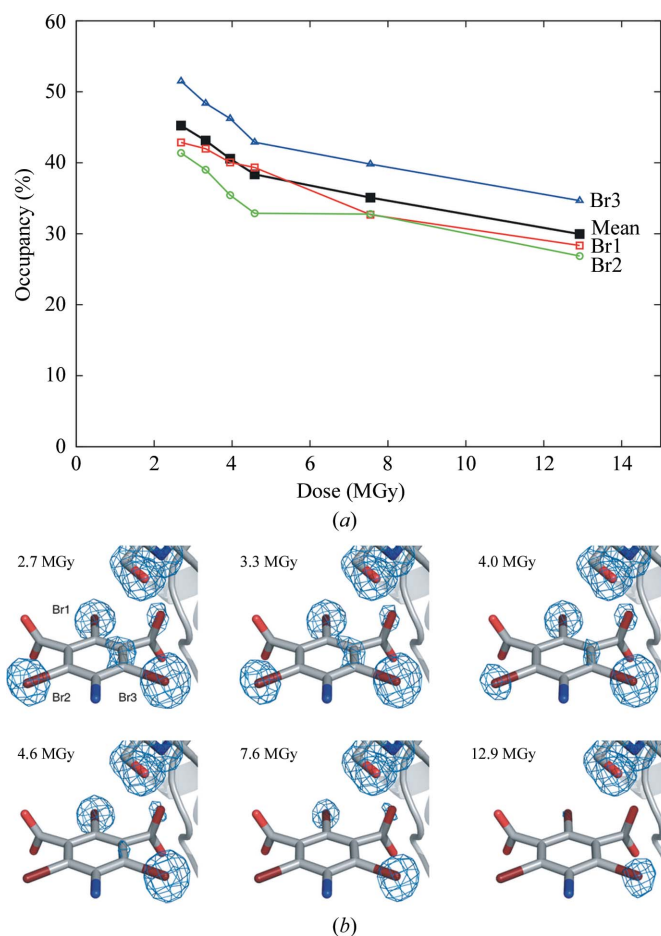 60
50
40
30
20
10
0
Occupancy (%)
Br3
Mean
Br1
Br2
0 2 4 6 8 10 12 14
Dose (MGy)
(a)
2.7 MGy 3.3 MGy 4.0 MGy
Br1
Br2 Br3
4.6 MGy 7.6 MGy 12.9 MGy
(b)